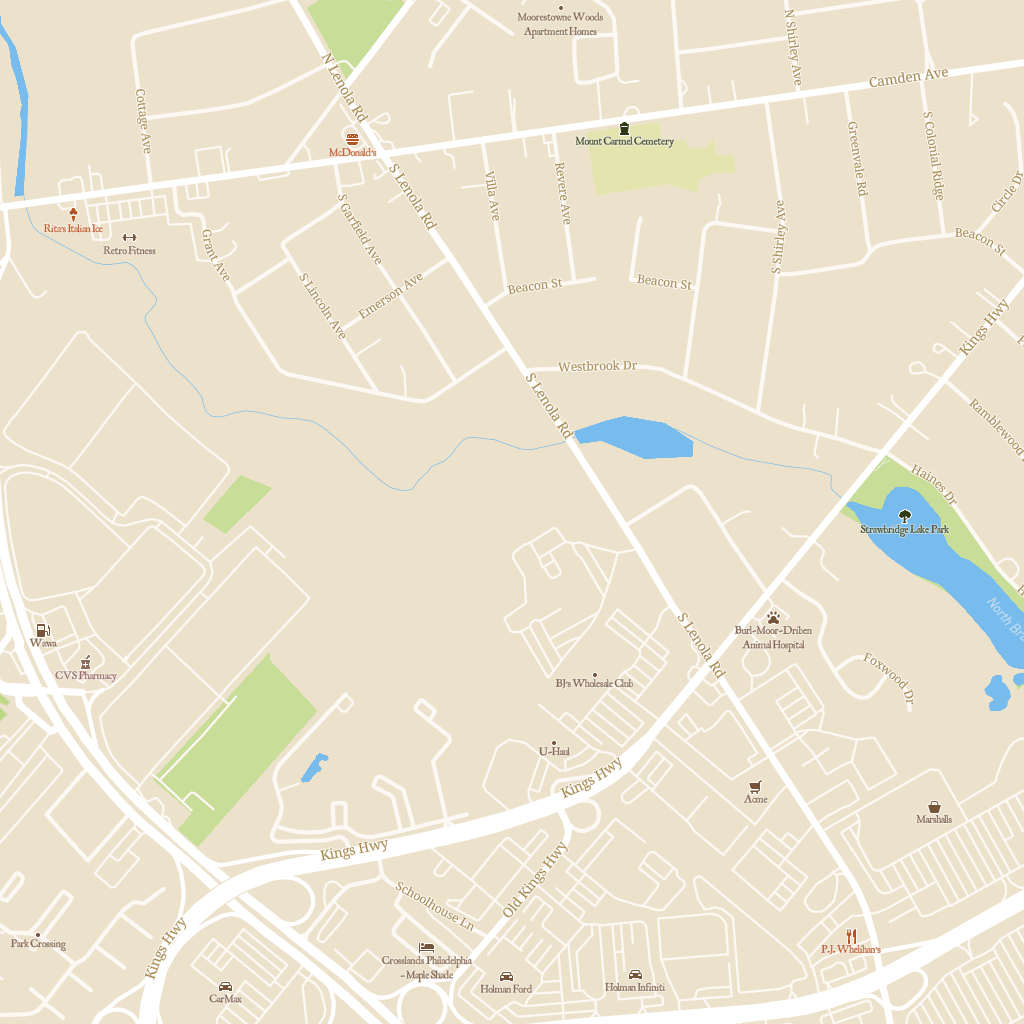 Moorestowne Woods
Apartment Homes
N Shirley Ave
N Lenola Rd
Camden Ave
Cottage Ave
McDonald's
Mount Carmel Cemetery
S Lenola Rd
Villa Ave
Revere Ave
Greenvale Rd
S Colonial Ridge
Circle Dr
Rita's Italian Ice
Retro Fitness
S Garfield Ave
Grant Ave
S Shirley Ave
Beacon St
S Lincoln Ave
Emerson Ave
Beacon St
Beacon St
Kings Hwy
Westbrook Dr
S Lenola Rd
Ramblewood
Haines Dr
Strawbridge Lake Park
North Br
Wawa
CVS Pharmacy
S Lenola Rd
Burl-Moor-Driben
Animal Hospital
Foxwood Dr
BJ's Wholesale Club
U-Haul
Kings Hwy
Acme
Marshalls
Kings Hwy
Schoolhouse Ln
Old Kings Hwy
Park Crossing
Kings Hwy
P.J. Whelihan's
Crosslands Philadelphia
- Maple Shade
CarMax
Holman Ford
Holman Infiniti